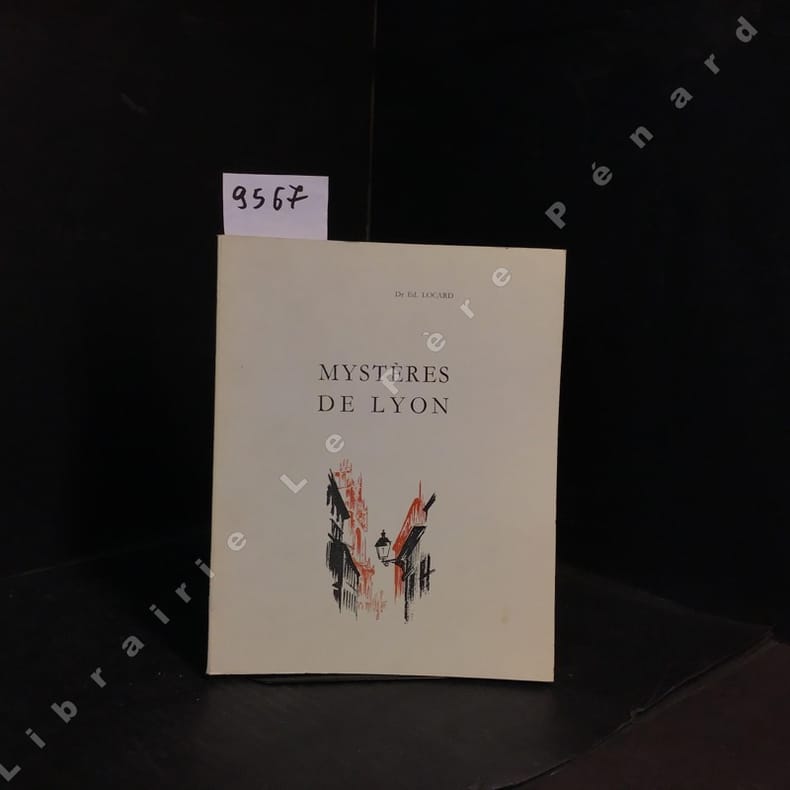 9567
Dr Ed. LOCARD
MYSTÈRES
DE LYON
Librairie Le Père Pénard